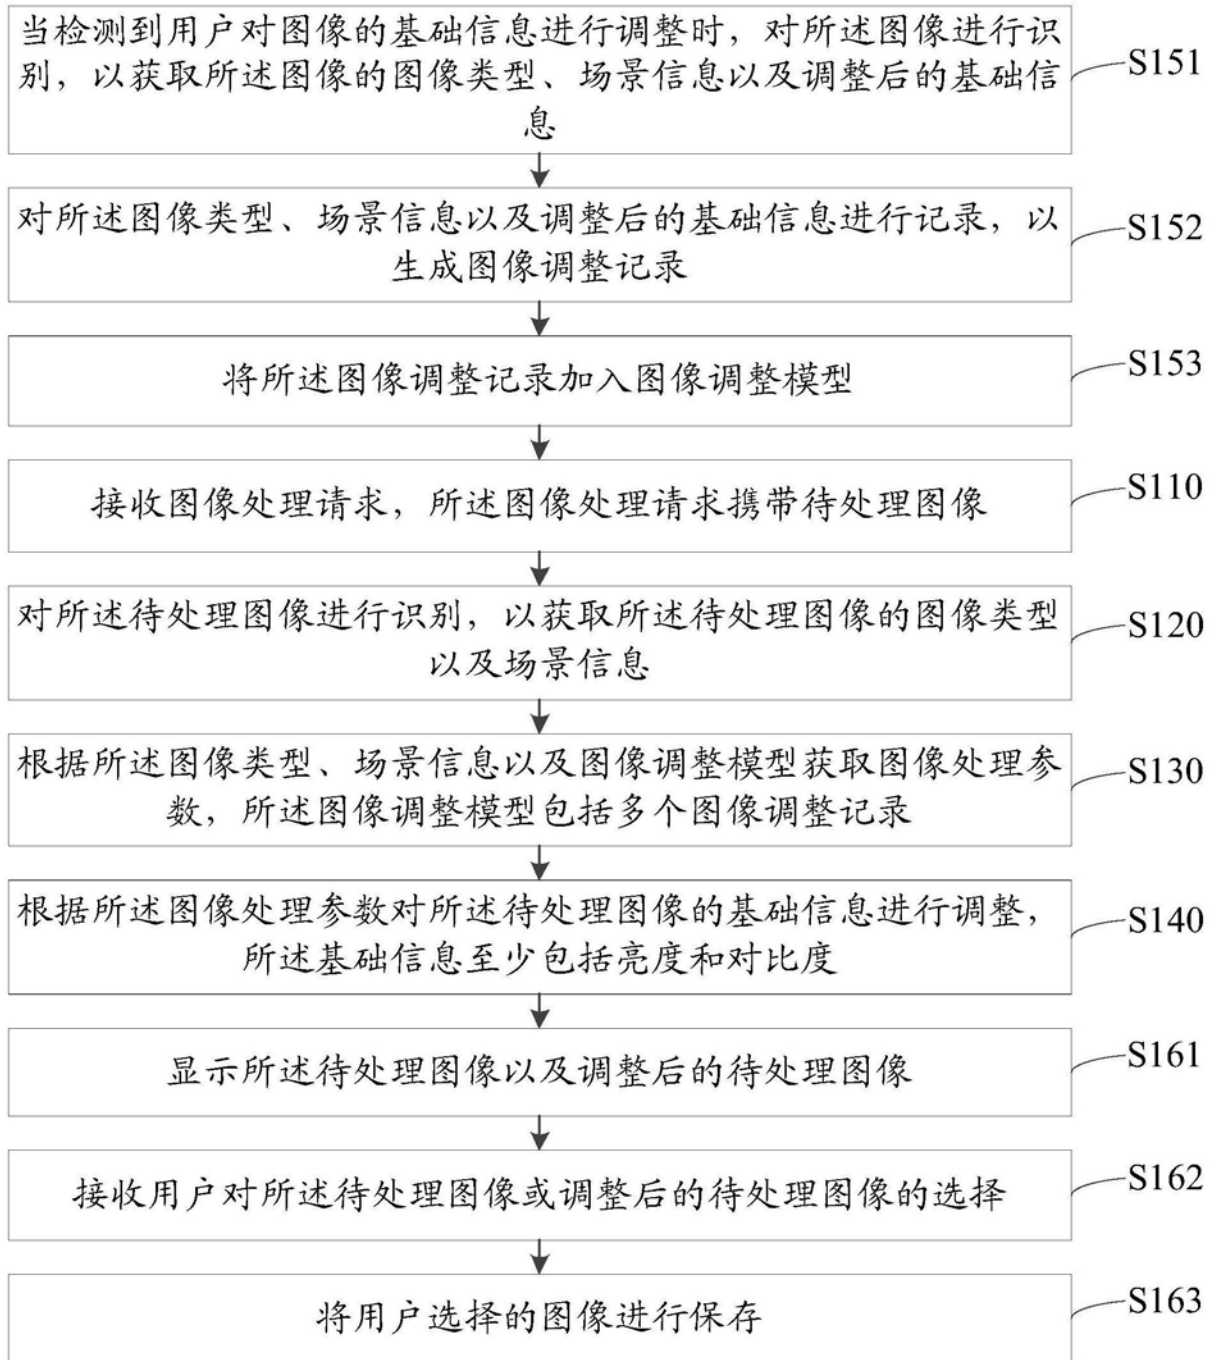 当检测到用户对图像的基础信息进行调整时，对所述图像进行识
别，以获取所述图像的图像类型、场景信息以及调整后的基础信
息
S151
对所述图像类型、场景信息以及调整后的基础信息进行记录，以
生成图像调整记录
S152
将所述图像调整记录加入图像调整模型
S153
接收图像处理请求，所述图像处理请求携带待处理图像
S110
对所述待处理图像进行识别，以获取所述待处理图像的图像类型
以及场景信息
S120
根据所述图像类型、场景信息以及图像调整模型获取图像处理参
数，所述图像调整模型包括多个图像调整记录
S130
根据所述图像处理参数对所述待处理图像的基础信息进行调整，
所述基础信息至少包括亮度和对比度
S140
显示所述待处理图像以及调整后的待处理图像
S161
接收用户对所述待处理图像或调整后的待处理图像的选择
S162
将用户选择的图像进行保存
S163